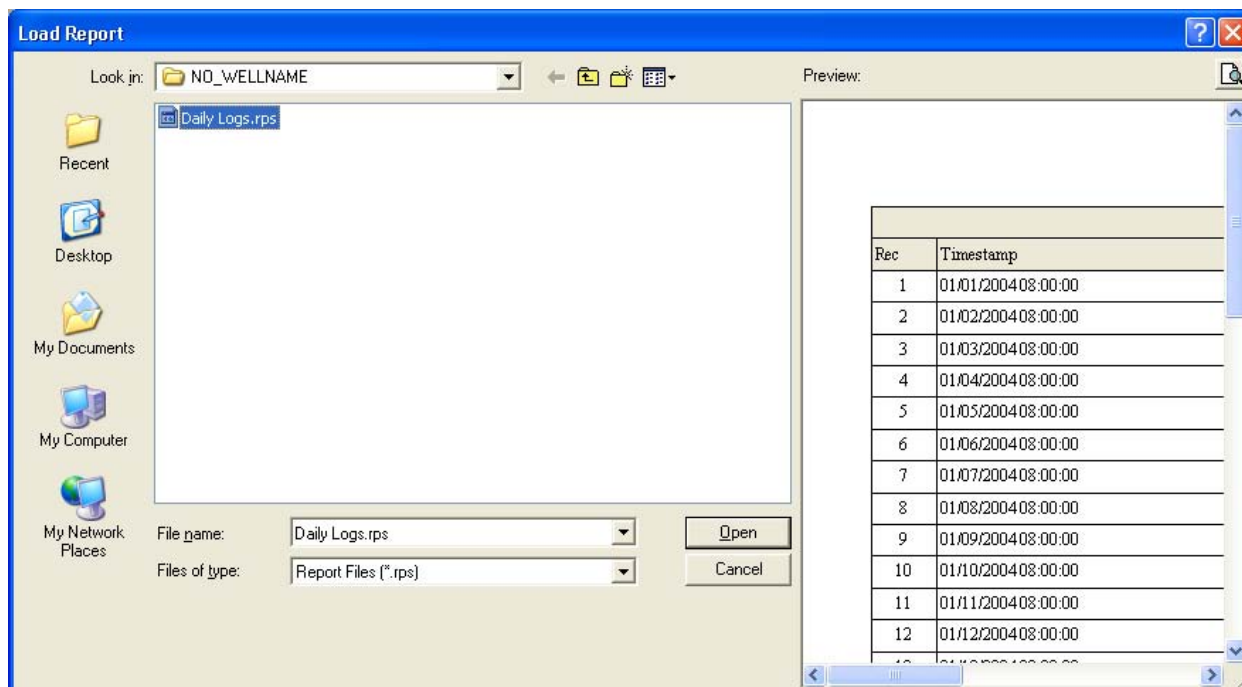 Load Report
Look in: NO_WELLNAME
Preview:
Daily Logs.rps
Recent
Desktop
My Documents
My Computer
My Network
Places
File name: Daily Logs.rps Open
Files of type: Report Files (*.rps) Cancel
Rec Timestamp
1 01/01/2004 08:00:00
2 01/02/2004 08:00:00
3 01/03/2004 08:00:00
4 01/04/2004 08:00:00
5 01/05/2004 08:00:00
6 01/06/2004 08:00:00
7 01/07/2004 08:00:00
8 01/08/2004 08:00:00
9 01/09/2004 08:00:00
10 01/10/2004 08:00:00
11 01/11/2004 08:00:00
12 01/12/2004 08:00:00